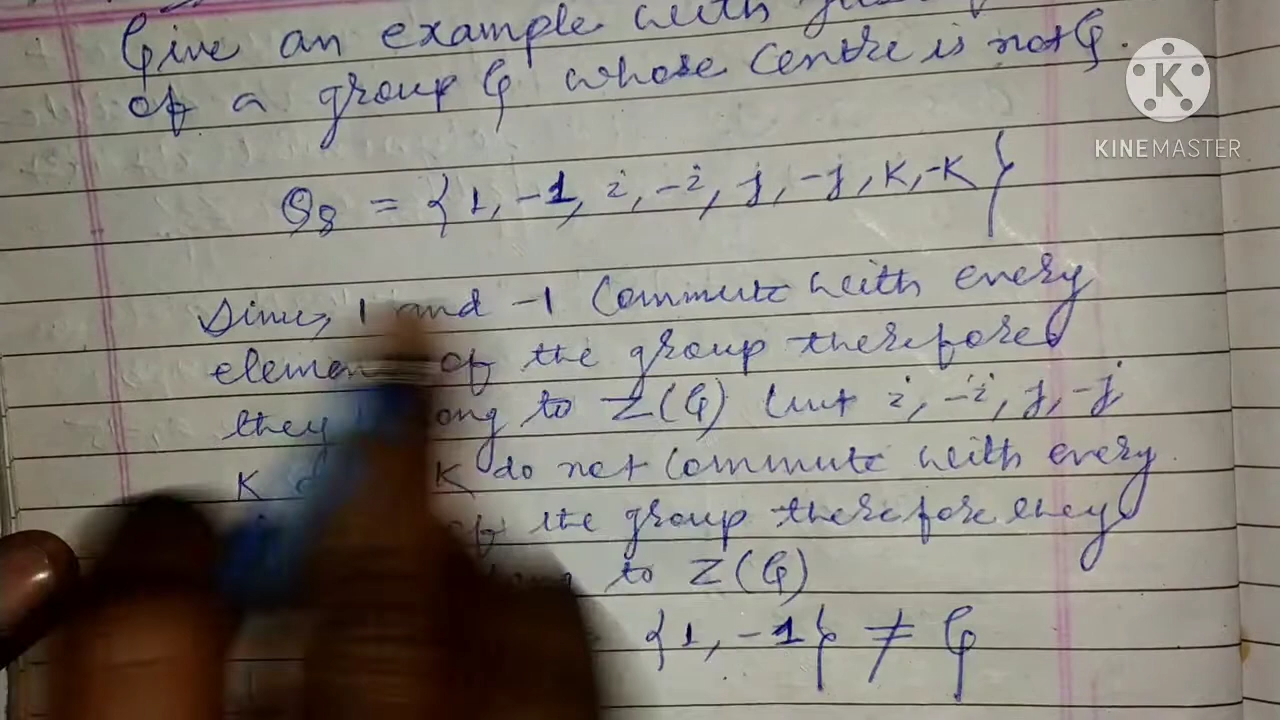 Give an example with
of a group G whose centre is not G.
K
KINEMASTER
Q8 = {1, -1, i, -i, j, -j, K, -K}
Since, 1 and -1 Commute with every
element of the group therefore
they to Z(G) but i, -i, j, -j,
K K do not Commute with every
of the group therefore they
to Z(G)
{1, -1} ≠ G